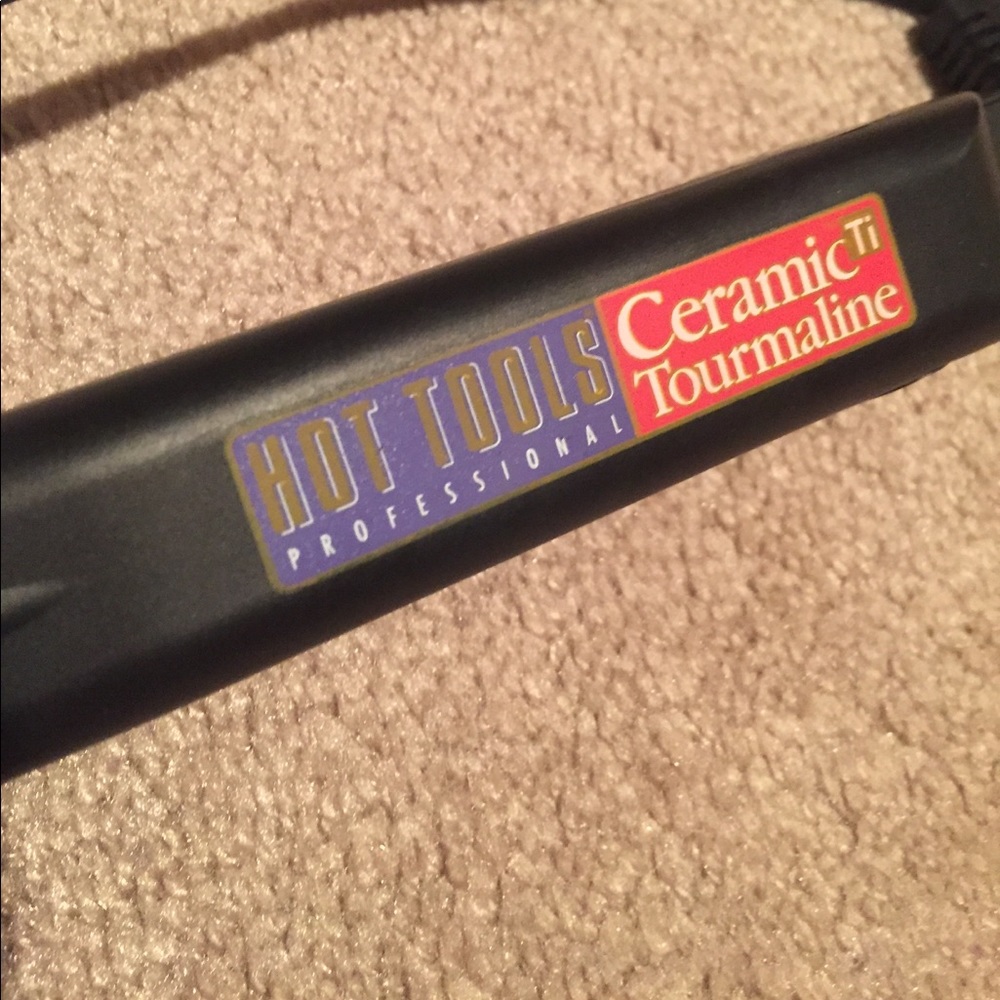 HOT TOOLS
PROFESSIONAL
Ceramic Ti
Tourmaline